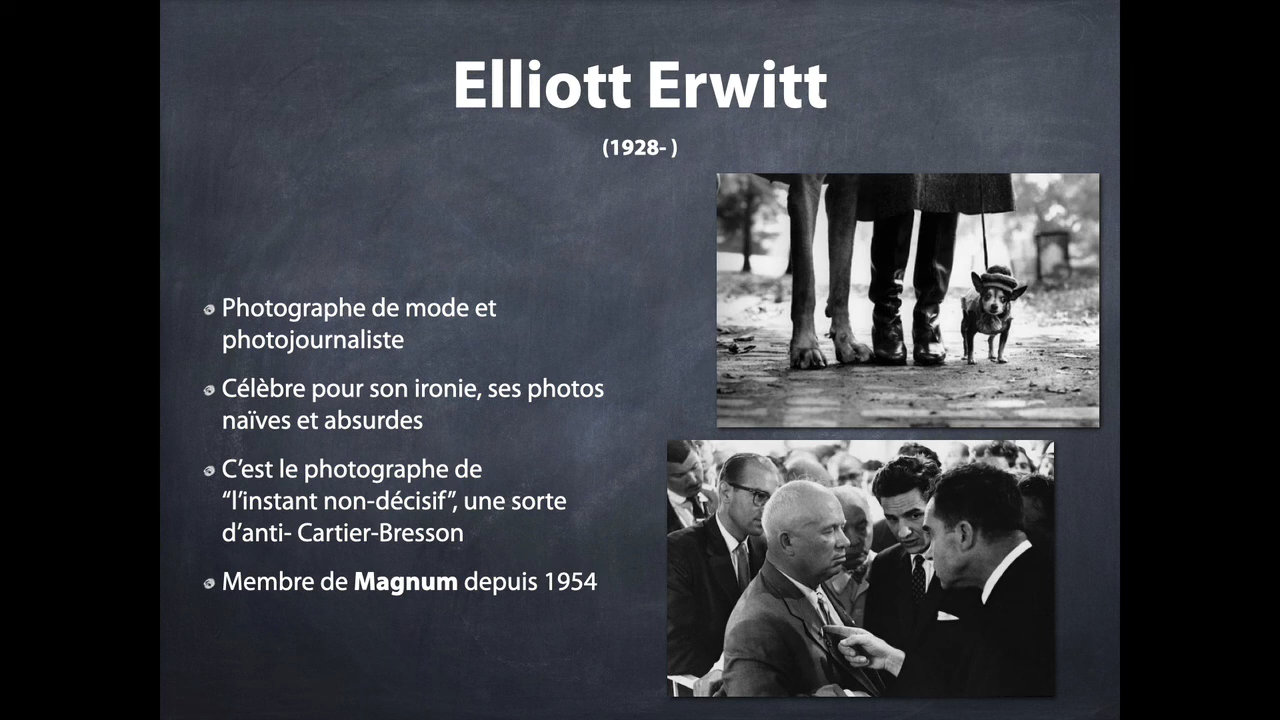 Elliott Erwitt
(1928- )
Photographe de mode et
photojournaliste
Célèbre pour son ironie, ses photos
naïves et absurdes
C’est le photographe de
“l’instant non-décisif”, une sorte
d’anti- Cartier-Bresson
Membre de Magnum depuis 1954